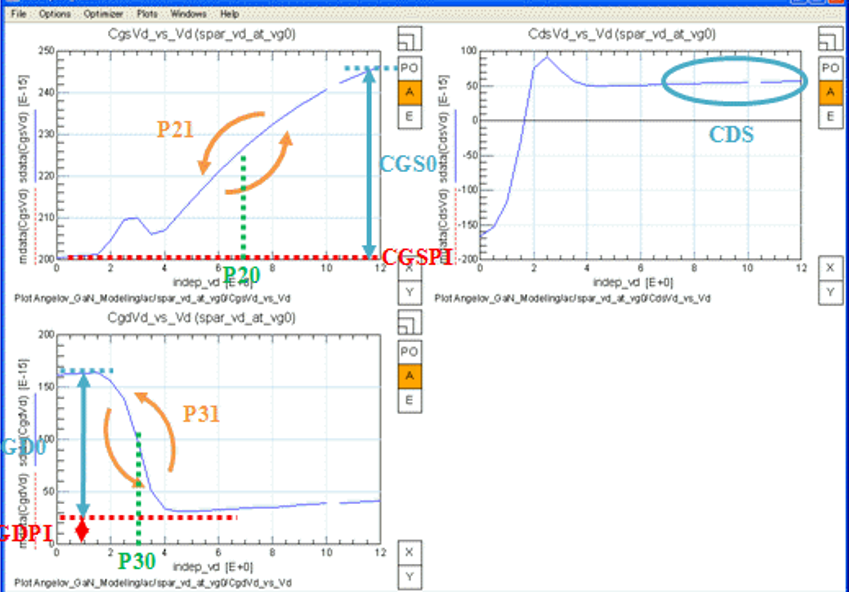 File Options Optimizer Plots Windows Help
CgsVd_vs_Vd (spar_vd_at_vg0)
mdata(CgsVd) sdata(CgsVd) [E-15]
250
240
230
220
210
200
0 2 4 6 8 10 12
indep_vd [E+0]
P21
P20
CGS0
CGSPI
PO
A
E
X
Y
Plot Angelov_GaN_Modeling/ac/spar_vd_at_vg0/CgsVd_vs_Vd
CdsVd_vs_Vd (spar_vd_at_vg0)
mdata(CdsVd) sdata(CdsVd) [E-15]
100
50
0
-50
-100
-150
-200
0 2 4 6 8 10 12
indep_vd [E+0]
CDS
PO
A
E
X
Y
Plot Angelov_GaN_Modeling/ac/spar_vd_at_vg0/CdsVd_vs_Vd
CgdVd_vs_Vd (spar_vd_at_vg0)
mdata(CgdVd) [E-15]
200
150
100
50
0
0 2 4 6 8 10 12
indep_vd [E+0]
P31
P30
GD0
GDPI
PO
A
E
X
Y
Plot Angelov_GaN_Modeling/ac/spar_vd_at_vg0/CgdVd_vs_Vd